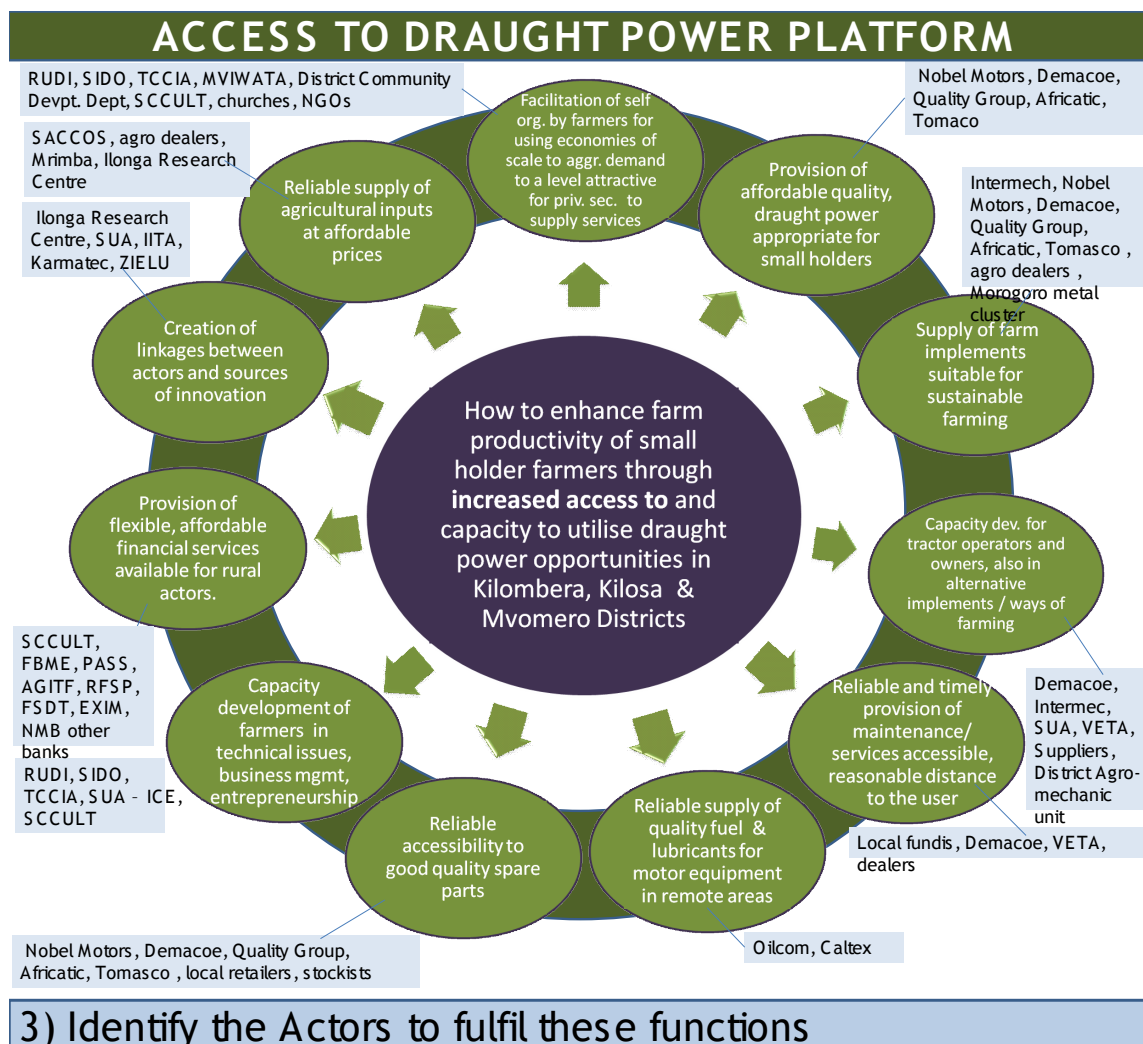 ACCESS TO DRAUGHT POWER PLATFORM
RUDI, SIDO, TCCIA, MVIWATA, District Community
Devpt. Dept, SCCULT, churches, NGOs
Facilitation of self
org. by farmers for
using economies of
scale to aggr. demand
to a level attractive
for priv. sec. to
supply services
Nobel Motors, Demacoe,
Quality Group, Africatic,
Tomaco
SACCOS, agro dealers,
Mrimba, Ilonga Research
Centre
Reliable supply of
agricultural inputs
at affordable
prices
Provision of
affordable quality,
draught power
appropriate for
small holders
Intermech, Nobel
Motors, Demacoe,
Quality Group,
Africatic, Tomasco ,
agro dealers ,
Morogoro metal
cluster
Ilonga Research
Centre, SUA, IITA,
Karmatec, ZIELU
Creation of
linkages between
actors and sources
of innovation
Supply of farm
implements
suitable for
sustainable
farming
How to enhance farm
productivity of small
holder farmers through
increased access to and
capacity to utilise draught
power opportunities in
Kilombera, Kilosa &
Mvomero Districts
Provision of
flexible, affordable
financial services
available for rural
actors.
Capacity dev. for
tractor operators and
owners, also in
alternative
implements / ways of
farming
SCCULT,
FBME, PASS,
AGITF, RFSP,
FSDT, EXIM,
NMB other
banks
Capacity
development of
farmers in
technical issues,
business mgmt,
entrepreneurship
Reliable and timely
provision of
maintenance/
services accessible,
reasonable distance
to the user
Demacoe,
Intermec,
SUA, VETA,
Suppliers,
District Agro-
mechanic
unit
RUDI, SIDO,
TCCIA, SUA – ICE,
SCCULT
Reliable
accessibility to
good quality spare
parts
Reliable supply of
quality fuel &
lubricants for
motor equipment
in remote areas
Local fundis, Demacoe, VETA,
dealers
Nobel Motors, Demacoe, Quality Group,
Africatic, Tomasco , local retailers, stockists
Oilcom, Caltex
3) Identify the Actors to fulfil these functions